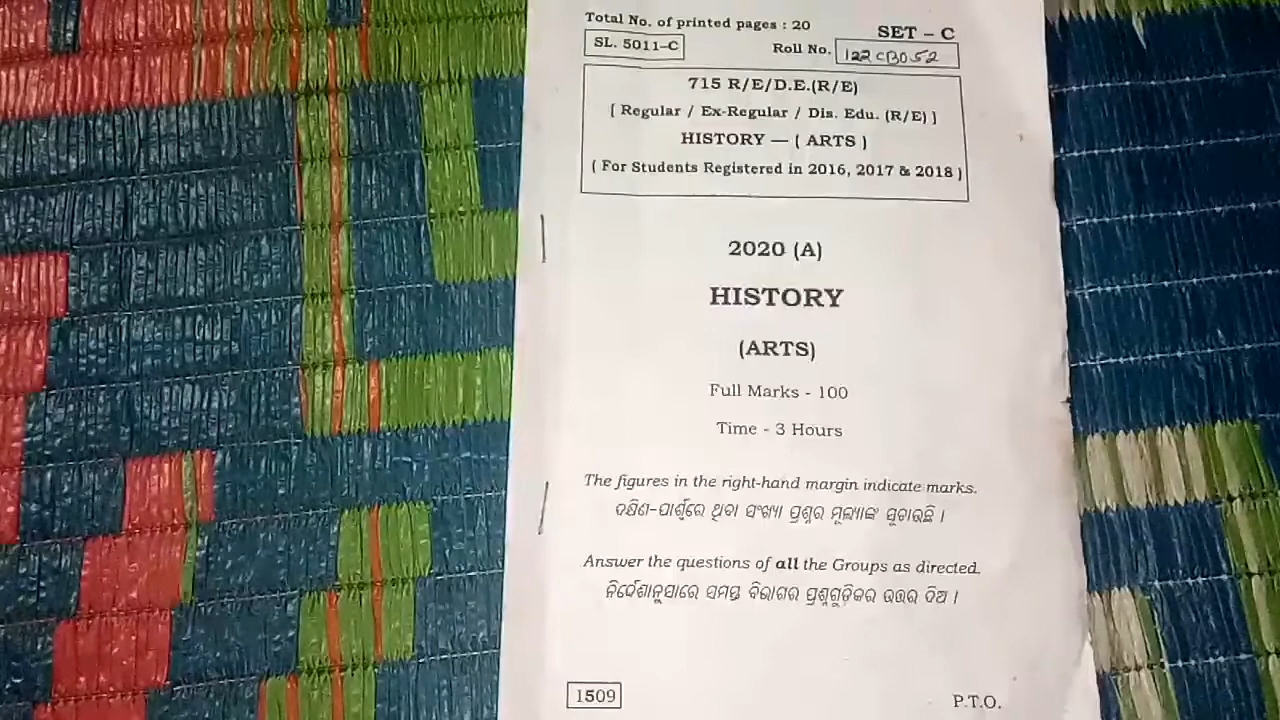 Total No. of printed pages : 20
SET – C
SL. 5011–C
Roll No. 122CB052
715 R/E/D.E.(R/E)
[ Regular / Ex-Regular / Dis. Edu. (R/E) ]
HISTORY — ( ARTS )
( For Students Registered in 2016, 2017 & 2018 )
2020 (A)
HISTORY
(ARTS)
Full Marks - 100
Time - 3 Hours
The figures in the right-hand margin indicate marks.
ଦକ୍ଷିଣ-ପାର୍ଶ୍ୱରେ ଥିବା ସଂଖ୍ୟା ପ୍ରଶ୍ନର ମୂଲ୍ୟାଙ୍କ ସୂଚାଉଛି ।
Answer the questions of all the Groups as directed.
ନିର୍ଦ୍ଦେଶାନୁସାରେ ସମସ୍ତ ବିଭାଗର ପ୍ରଶ୍ନଗୁଡ଼ିକର ଉତ୍ତର ଦିଅ ।
1509
P.T.O.